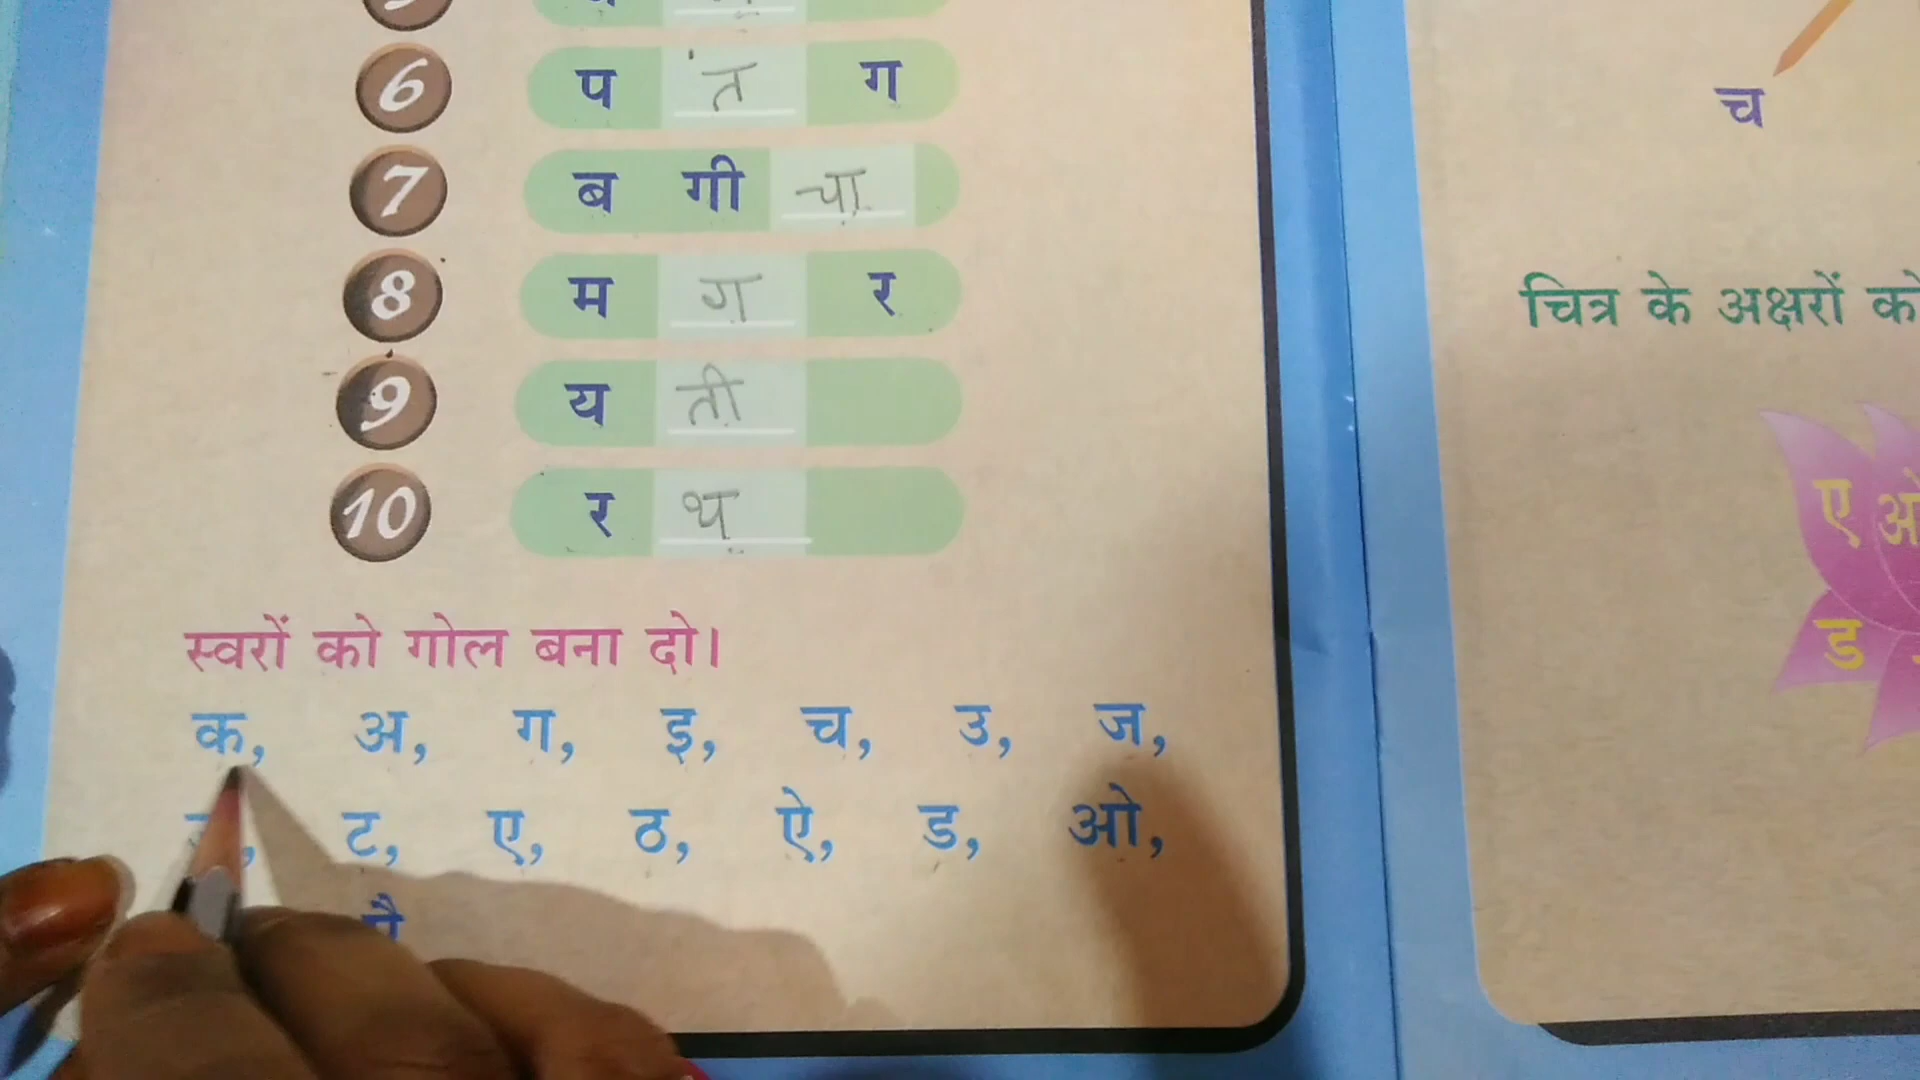 6 प तं ग
7 ब गी चा
8 म ग र
9 य ती
10 र थ
स्वरों को गोल बना दो।
क, अ, ग, इ, च, उ, ज,
ट, ए, ठ, ऐ, ड, ओ,
च
चित्र के अक्षरों को
ए ओ
ड